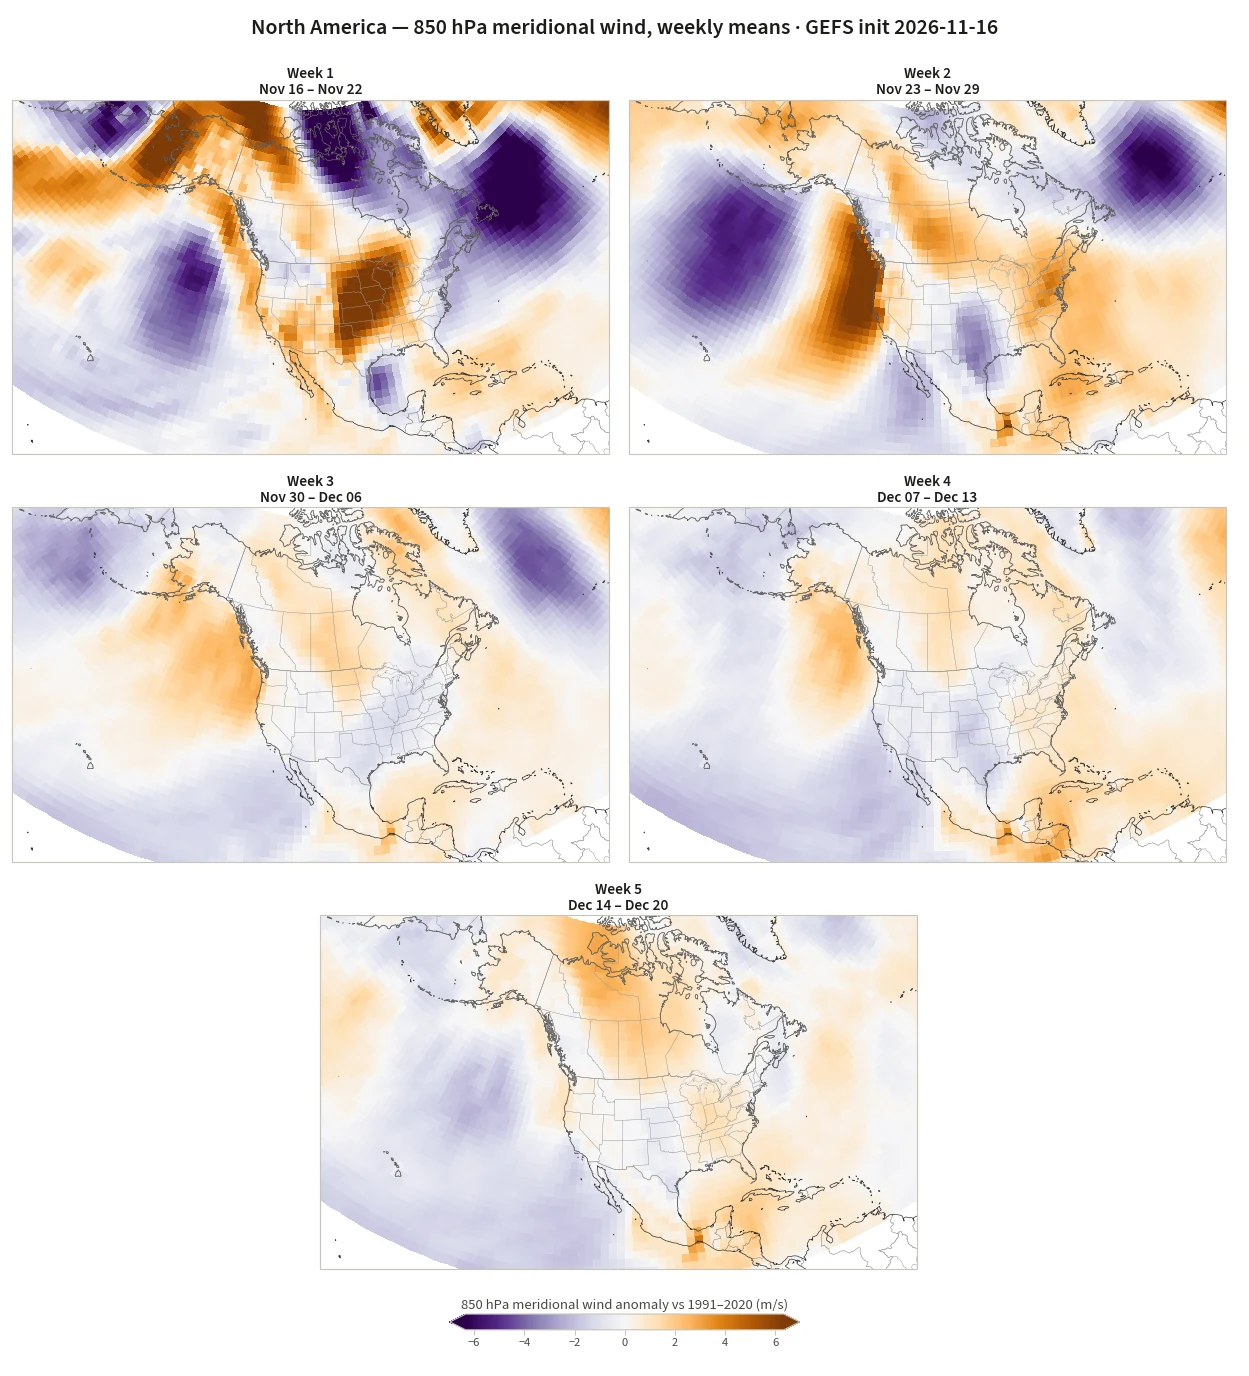 North America — 850 hPa meridional wind, weekly means · GEFS init 2026-11-16
Week 1
Nov 16 – Nov 22
Week 2
Nov 23 – Nov 29
Week 3
Nov 30 – Dec 06
Week 4
Dec 07 – Dec 13
Week 5
Dec 14 – Dec 20
850 hPa meridional wind anomaly vs 1991–2020 (m/s)
−6 −4 −2 0 2 4 6